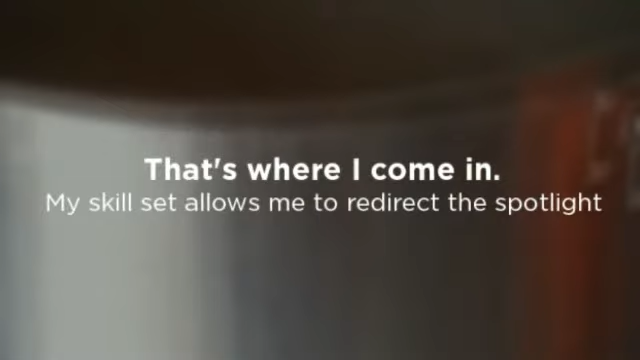 That's where I come in.
My skill set allows me to redirect the spotlight